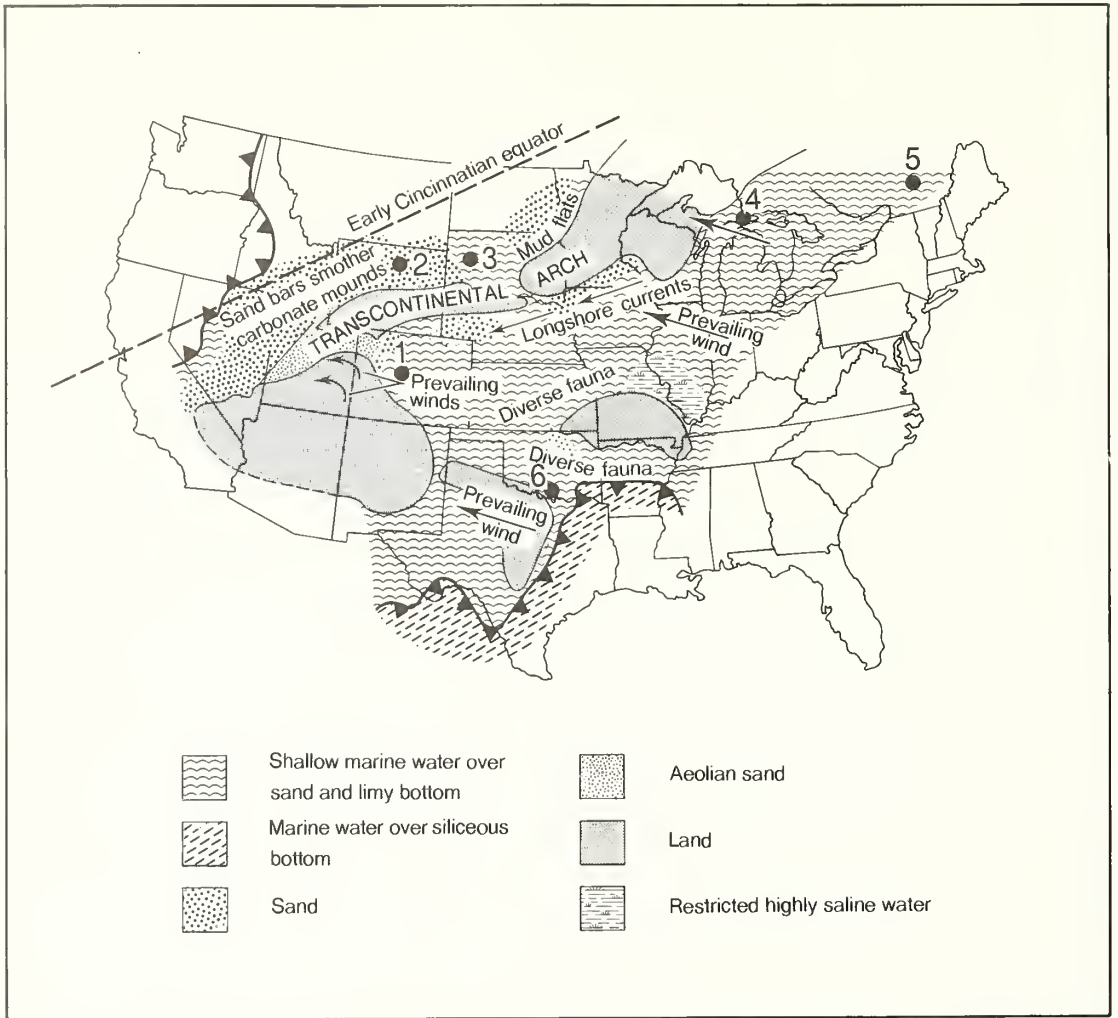 Early Cincinnatian equator
5
4
Mud flats
Sand bars smother
carbonate mounds
2
3
ARCH
TRANSCONTINENTAL
Longshore currents
Prevailing
wind
1
Prevailing
winds
Diverse fauna
Diverse fauna
6
Prevailing
wind
Shallow marine water over
sand and limy bottom
Marine water over siliceous
bottom
Sand
Aeolian sand
Land
Restricted highly saline water